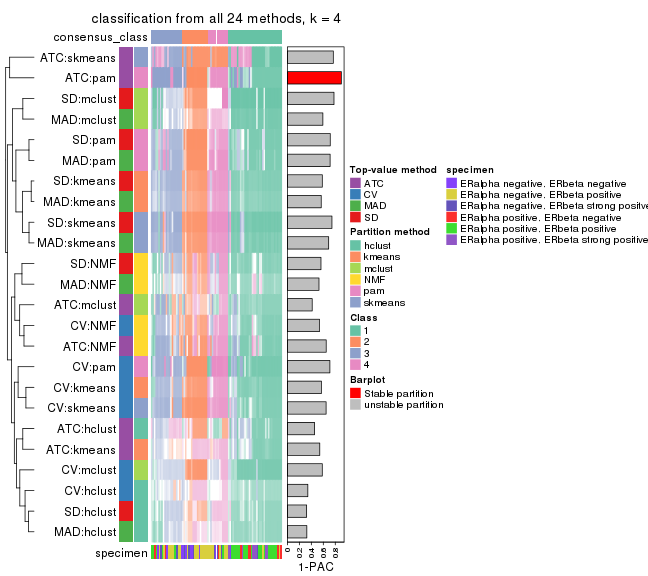 classification from all 24 methods, k = 4
consensus_class
ATC:skmeans
ATC:pam
SD:mclust
MAD:mclust
SD:pam
MAD:pam
SD:kmeans
MAD:kmeans
SD:skmeans
MAD:skmeans
SD:NMF
MAD:NMF
ATC:mclust
CV:NMF
ATC:NMF
CV:pam
CV:kmeans
CV:skmeans
ATC:hclust
ATC:kmeans
CV:mclust
CV:hclust
SD:hclust
MAD:hclust
specimen
0 0.2 0.4 0.6 0.8
1-PAC
Top-value method
ATC
CV
MAD
SD
Partition method
hclust
kmeans
mclust
NMF
pam
skmeans
Class
1
2
3
4
Barplot
Stable partition
unstable partition
specimen
ERalpha negative. ERbeta negative
ERalpha negative. ERbeta positive
ERalpha negative. ERbeta strong positive
ERalpha positive. ERbeta negative
ERalpha positive. ERbeta positive
ERalpha positive. ERbeta strong positive